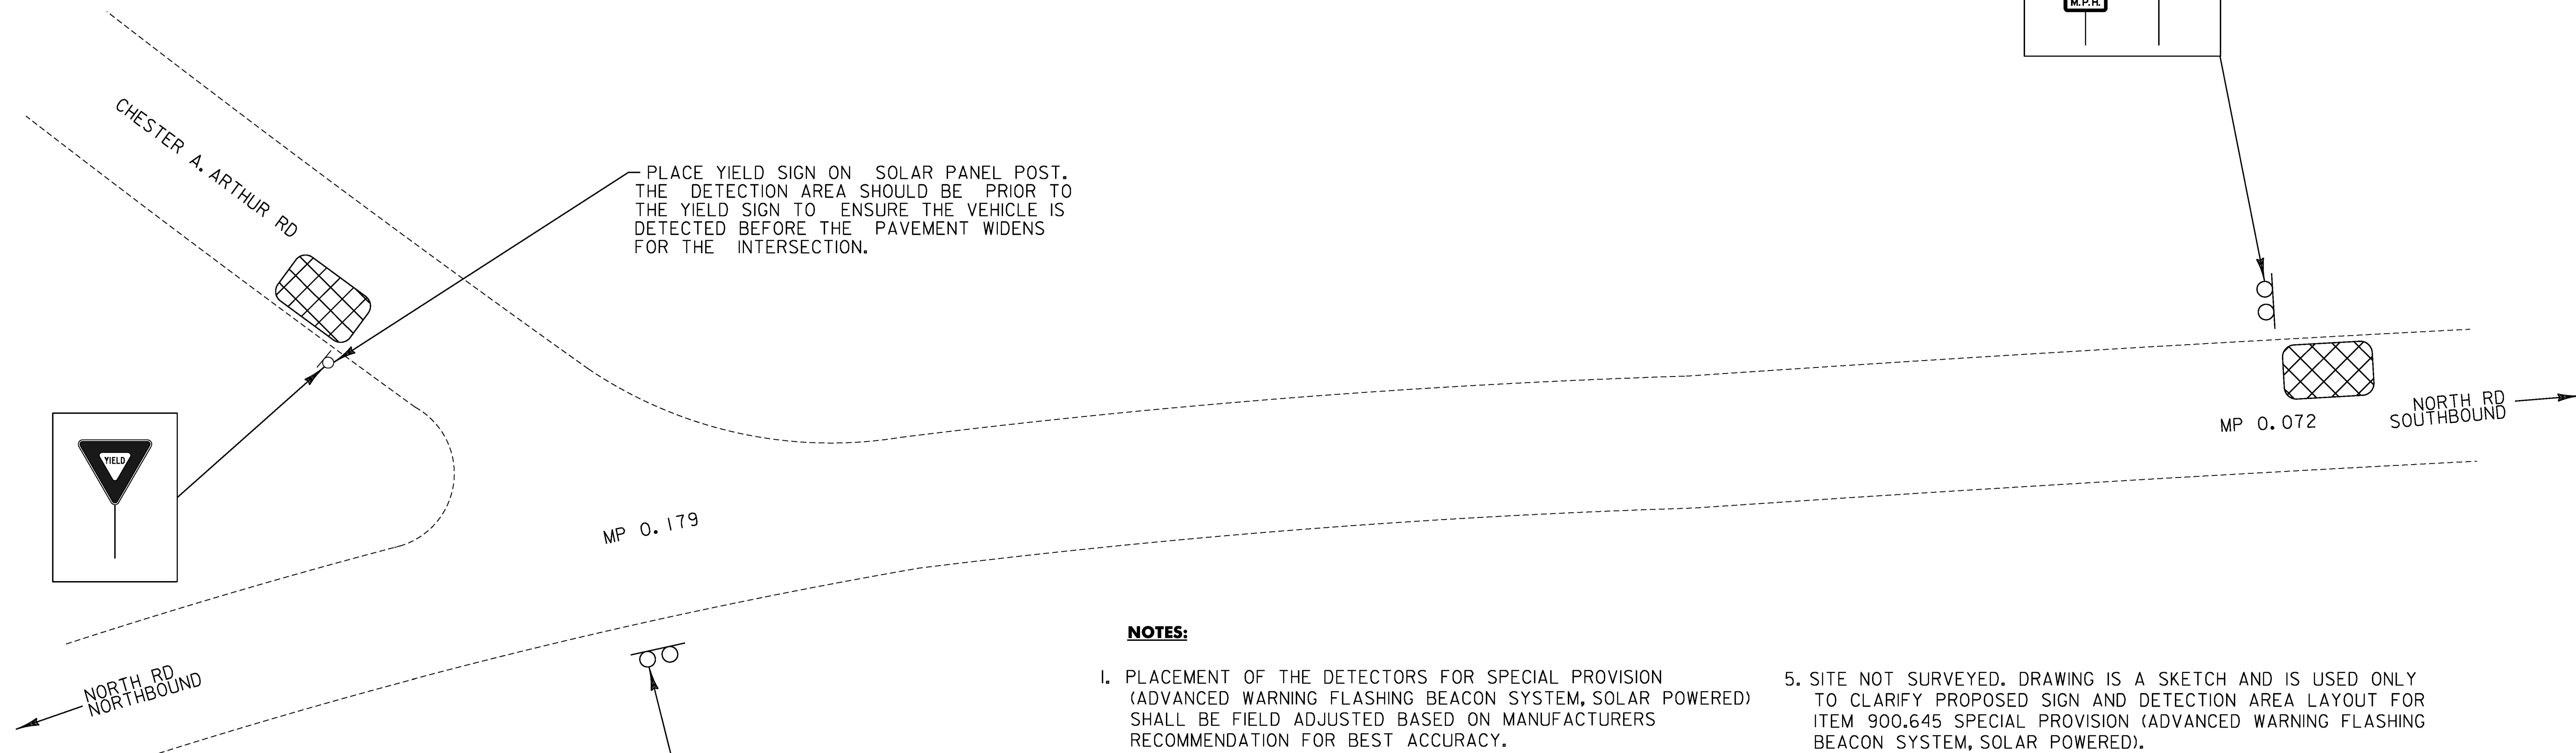 M.P.H.
CHESTER A. ARTHUR RD
PLACE YIELD SIGN ON SOLAR PANEL POST.
THE DETECTION AREA SHOULD BE PRIOR TO
THE YIELD SIGN TO ENSURE THE VEHICLE IS
DETECTED BEFORE THE PAVEMENT WIDENS
FOR THE INTERSECTION.
YIELD
MP 0.072
NORTH RD
SOUTHBOUND
MP 0.179
NORTH RD
NORTHBOUND
NOTES:
1. PLACEMENT OF THE DETECTORS FOR SPECIAL PROVISION
(ADVANCED WARNING FLASHING BEACON SYSTEM, SOLAR POWERED)
SHALL BE FIELD ADJUSTED BASED ON MANUFACTURERS
RECOMMENDATION FOR BEST ACCURACY.
5. SITE NOT SURVEYED. DRAWING IS A SKETCH AND IS USED ONLY
TO CLARIFY PROPOSED SIGN AND DETECTION AREA LAYOUT FOR
ITEM 900.645 SPECIAL PROVISION (ADVANCED WARNING FLASHING
BEACON SYSTEM, SOLAR POWERED).